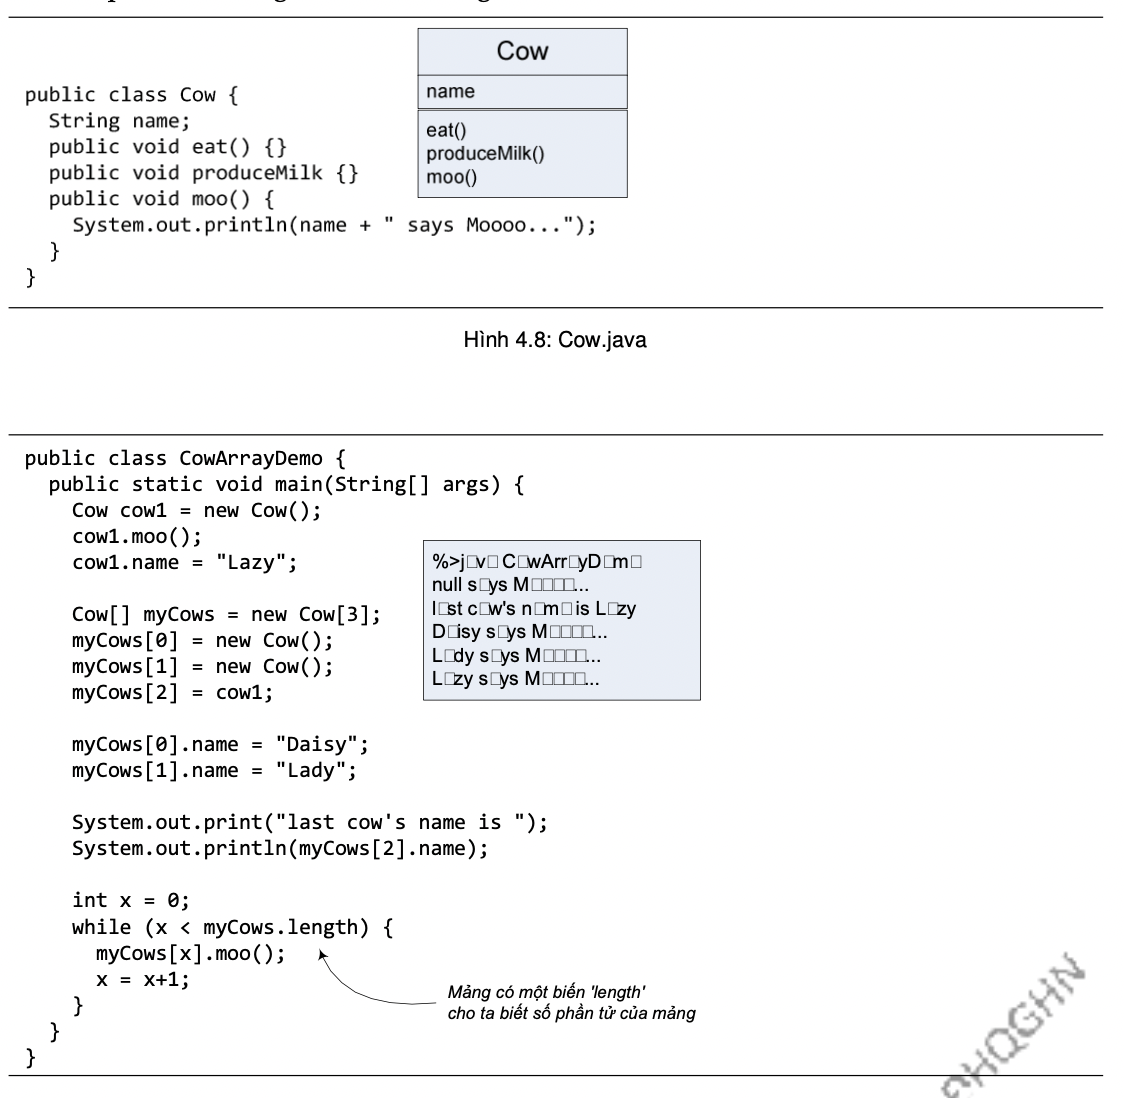 public class Cow {
  String name;
  public void eat() {}
  public void produceMilk {}
  public void moo() {
    System.out.println(name + " says Moooo...");
  }
}
Cow
name
eat()
produceMilk()
moo()
Hình 4.8: Cow.java
public class CowArrayDemo {
  public static void main(String[] args) {
    Cow cow1 = new Cow();
    cow1.moo();
    cow1.name = "Lazy";
    Cow[] myCows = new Cow[3];
    myCows[0] = new Cow();
    myCows[1] = new Cow();
    myCows[2] = cow1;
    myCows[0].name = "Daisy";
    myCows[1].name = "Lady";
    System.out.print("last cow's name is ");
    System.out.println(myCows[2].name);
    int x = 0;
    while (x < myCows.length) {
      myCows[x].moo();
      x = x+1;
    }
  }
}
%>j□v□ C□wArr□yD□m□
null s□ys M□□□□...
l□st c□w's n□m□ is L□zy
D□isy s□ys M□□□□...
L□dy s□ys M□□□□...
L□zy s□ys M□□□□...
Mảng có một biến 'length'
cho ta biết số phần tử của mảng
ĐHQGHN